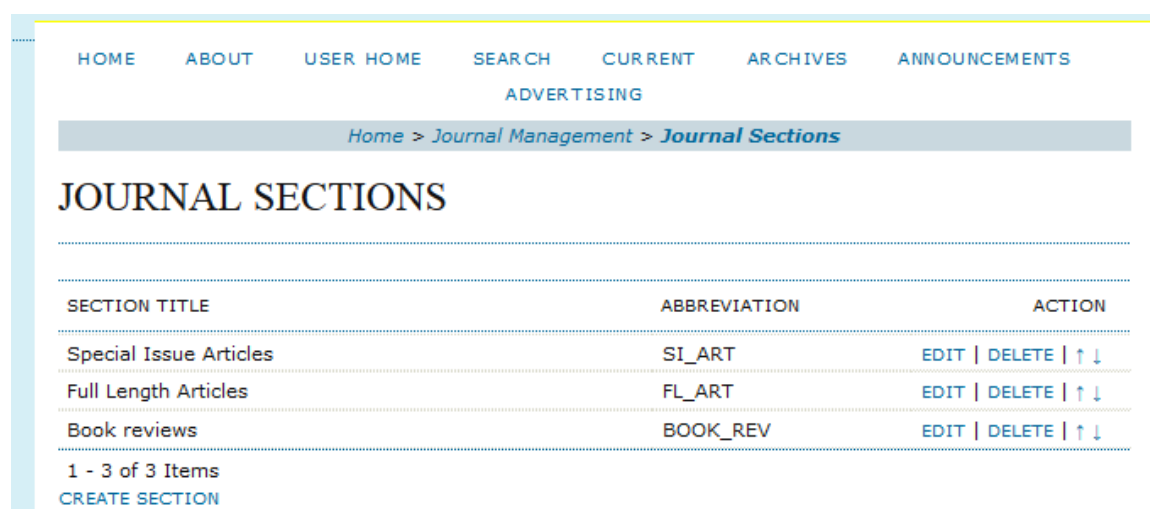 HOME ABOUT USER HOME SEARCH CURRENT ARCHIVES ANNOUNCEMENTS
ADVERTISING
Home > Journal Management > Journal Sections
JOURNAL SECTIONS
SECTION TITLE ABBREVIATION ACTION
Special Issue Articles SI_ART EDIT | DELETE | ↑ ↓
Full Length Articles FL_ART EDIT | DELETE | ↑ ↓
Book reviews BOOK_REV EDIT | DELETE | ↑ ↓
1 - 3 of 3 Items
CREATE SECTION